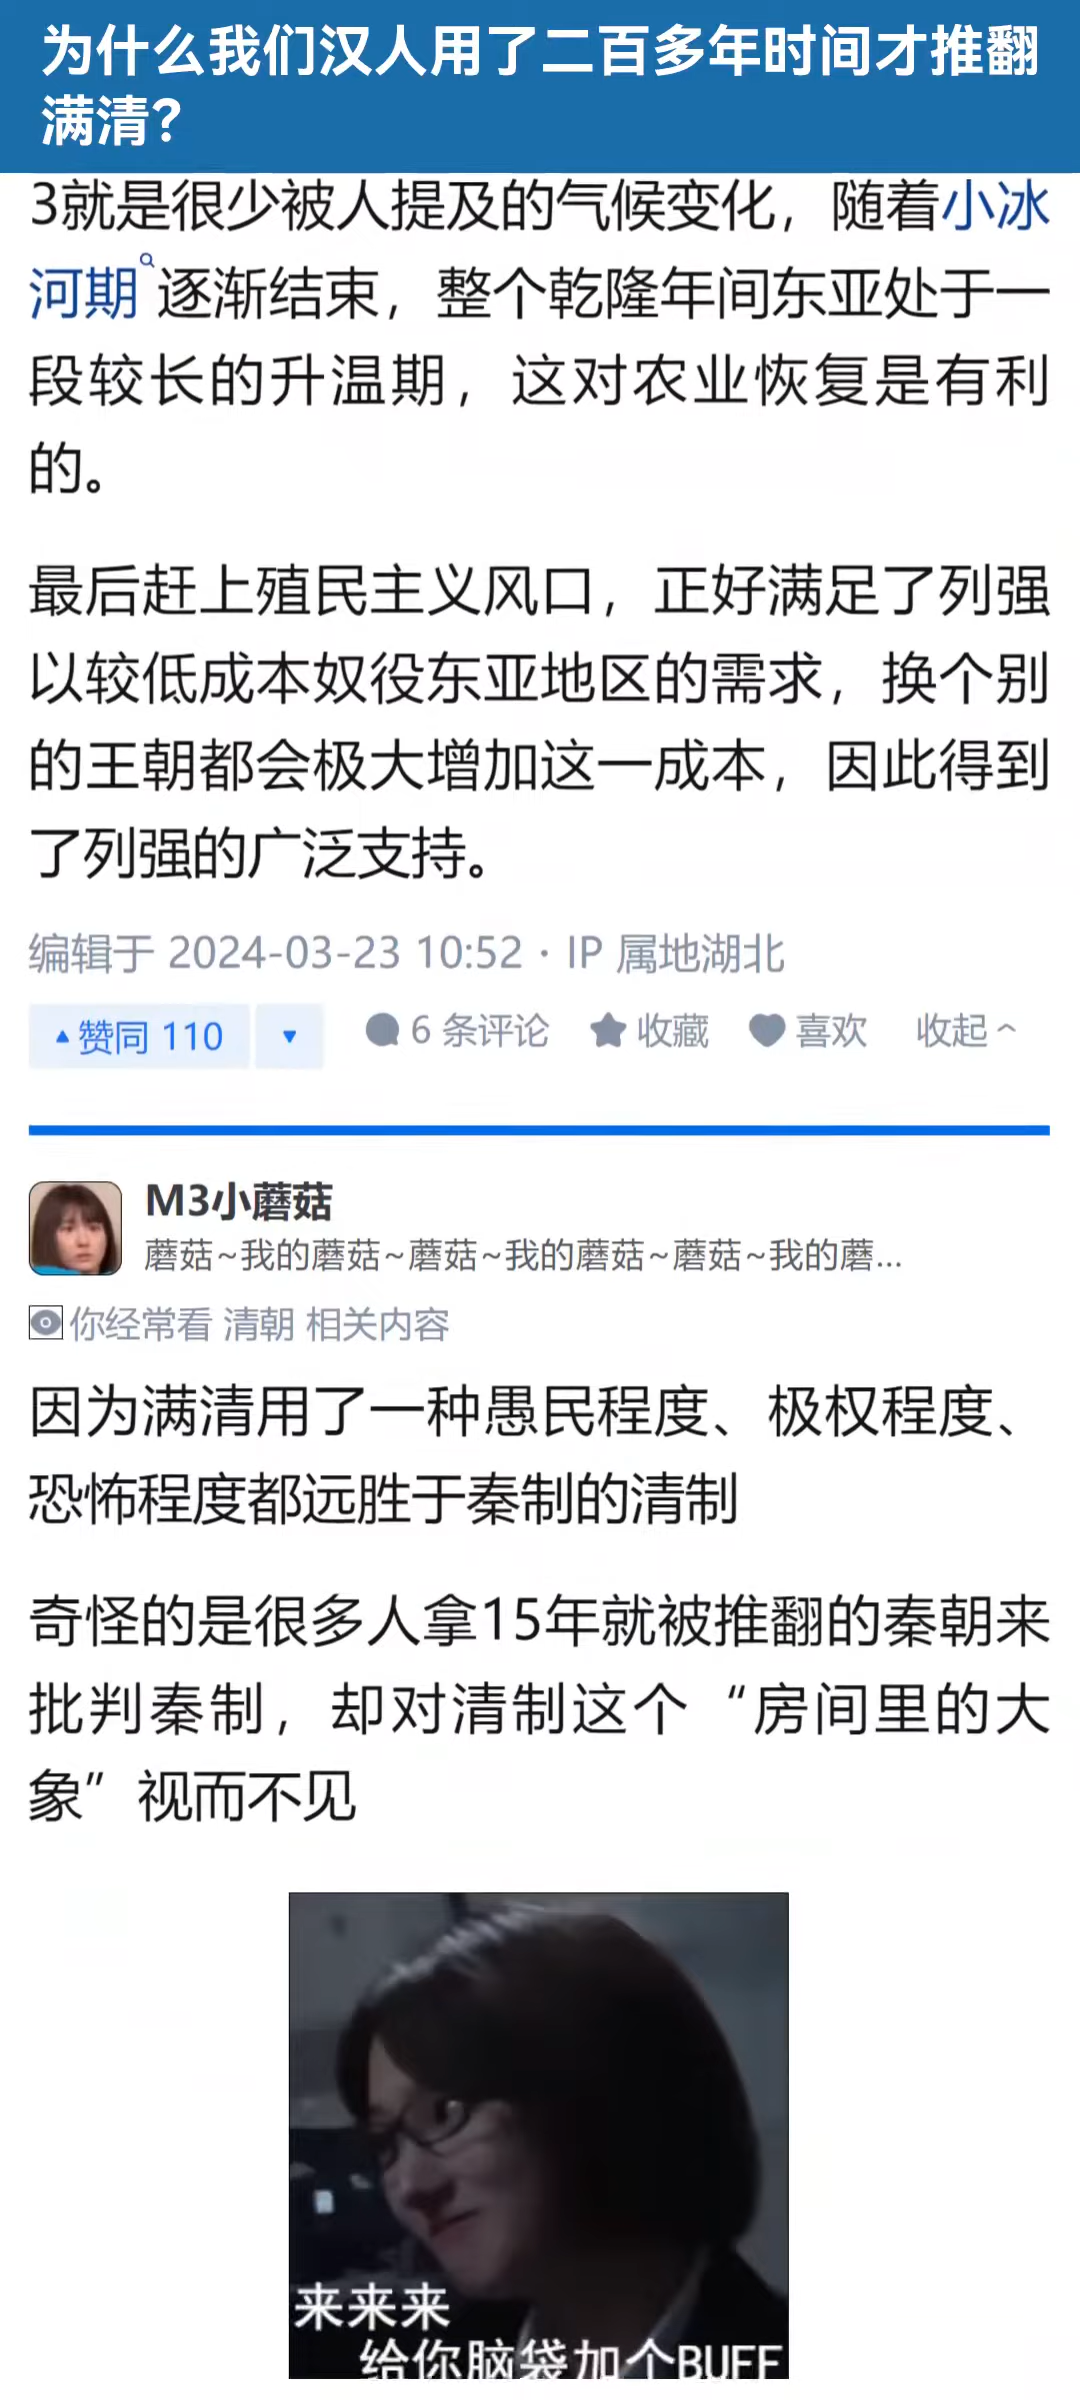 为什么我们汉人用了二百多年时间才推翻
满清?
3就是很少被人提及的气候变化，随着小冰
河期逐渐结束，整个乾隆年间东亚处于一
段较长的升温期，这对农业恢复是有利
的。
最后赶上殖民主义风口，正好满足了列强
以较低成本奴役东亚地区的需求，换个别
的王朝都会极大增加这一成本，因此得到
了列强的广泛支持。
编辑于 2024-03-23 10:52 · IP 属地湖北
赞同 110
6 条评论
收藏
喜欢
收起
M3小蘑菇
蘑菇~我的蘑菇~蘑菇~我的蘑菇~蘑菇~我的蘑...
你经常看 清朝 相关内容
因为满清用了一种愚民程度、极权程度、
恐怖程度都远胜于秦制的清制
奇怪的是很多人拿15年就被推翻的秦朝来
批判秦制，却对清制这个“房间里的大
象”视而不见
来来来
给你脑袋加个BUFF